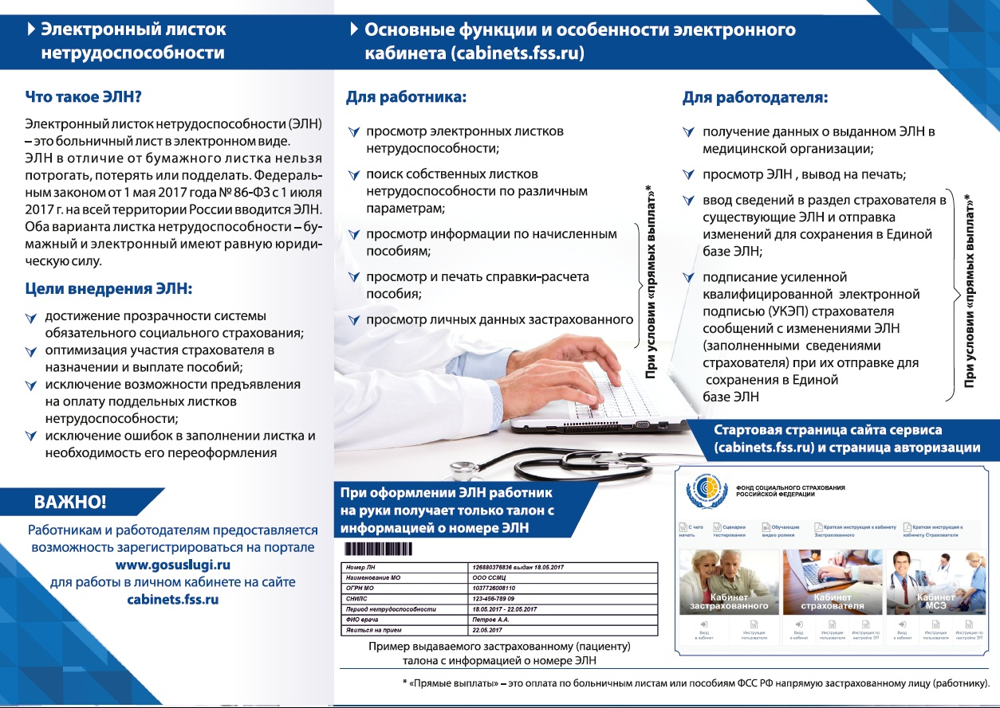 Электронный листок
нетрудоспособности
Что такое ЭЛН?
Электронный листок нетрудоспособности (ЭЛН)
– это больничный лист в электронном виде.
ЭЛН в отличие от бумажного листка нельзя
потрогать, потерять или подделать. Федераль-
ным законом от 1 мая 2017 года № 86-ФЗ с 1 июля
2017 г. на всей территории России вводится ЭЛН.
Оба варианта листка нетрудоспособности – бу-
мажный и электронный имеют равную юриди-
ческую силу.
Цели внедрения ЭЛН:
достижение прозрачности системы
обязательного социального страхования;
оптимизация участия страхователя в
назначении и выплате пособий;
исключение возможности предъявления
на оплату поддельных листков
нетрудоспособности;
исключение ошибок в заполнении листка и
необходимость его переоформления
ВАЖНО!
Работникам и работодателям предоставляется
возможность зарегистрироваться на портале
www.gosuslugi.ru
для работы в личном кабинете на сайте
cabinets.fss.ru
Основные функции и особенности электронного
кабинета (cabinets.fss.ru)
Для работника:
просмотр электронных листков
нетрудоспособности;
поиск собственных листков
нетрудоспособности по различным
параметрам;
просмотр информации по начисленным
пособиям;
просмотр и печать справки-расчета
пособия;
просмотр личных данных застрахованного
При условии «прямых выплат»*
Для работодателя:
получение данных о выданном ЭЛН в
медицинской организации;
просмотр ЭЛН , вывод на печать;
ввод сведений в раздел страхователя в
существующие ЭЛН и отправка
изменений для сохранения в Единой
базе ЭЛН;
подписание усиленной
квалифицированной электронной
подписью (УКЭП) страхователя
сообщений с изменениями ЭЛН
(заполненными сведениями
страхователя) при их отправке для
сохранения в Единой
базе ЭЛН
При условии «прямых выплат»*
При оформлении ЭЛН работник
на руки получает только талон с
информацией о номере ЭЛН
Номер ЛН 126880376836 выдан 18.05.2017
Наименование МО ООО ССМЦ
ОГРН МО 1037726008110
СНИЛС 123-456-789 09
Период нетрудоспособности 18.05.2017 - 22.05.2017
ФИО врача Петров А.А.
Явиться на прием 22.05.2017
Пример выдаваемого застрахованному (пациенту)
талона с информацией о номере ЭЛН
Стартовая страница сайта сервиса
(cabinets.fss.ru) и страница авторизации
ФОНД СОЦИАЛЬНОГО СТРАХОВАНИЯ
РОССИЙСКОЙ ФЕДЕРАЦИИ
С чего Сценарии Обучающие Краткая инструкция к кабинету Краткая инструкция к
начать тестирования видео ролики Застрахованного кабинету Страхователя
Кабинет Кабинет Кабинет
застрахованного страхователя МСЭ
Вход Инструкция Вход Инструкция Инструкция по Вход Инструкция Инструкция по
в кабинет пользователя в кабинет пользователя настройке ЭП в кабинет пользователя настройке ЭП
* «Прямые выплаты» – это оплата по больничным листам или пособиям ФСС РФ напрямую застрахованному лицу (работнику).